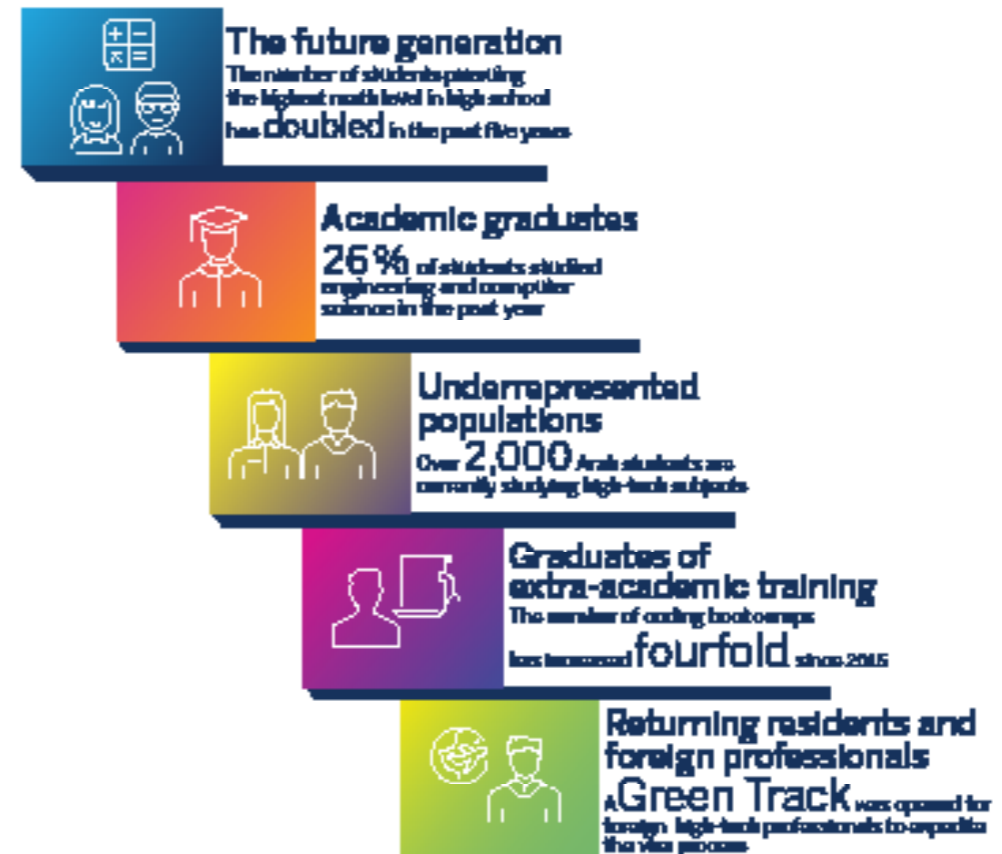 The future generation
The number of students pursuing
the highest math level in high school
has doubled in the past five years
Academic graduates
26% of students studied
engineering and computer
science in the past year
Underrepresented
populations
Over 2,000 Arab students are
currently studying high-tech subjects
Graduates of
extra-academic training
The number of coding bootcamps
has increased fourfold since 2015
Returning residents and
foreign professionals
A Green Track was opened for
foreign high-tech professionals to expedite
the visa process